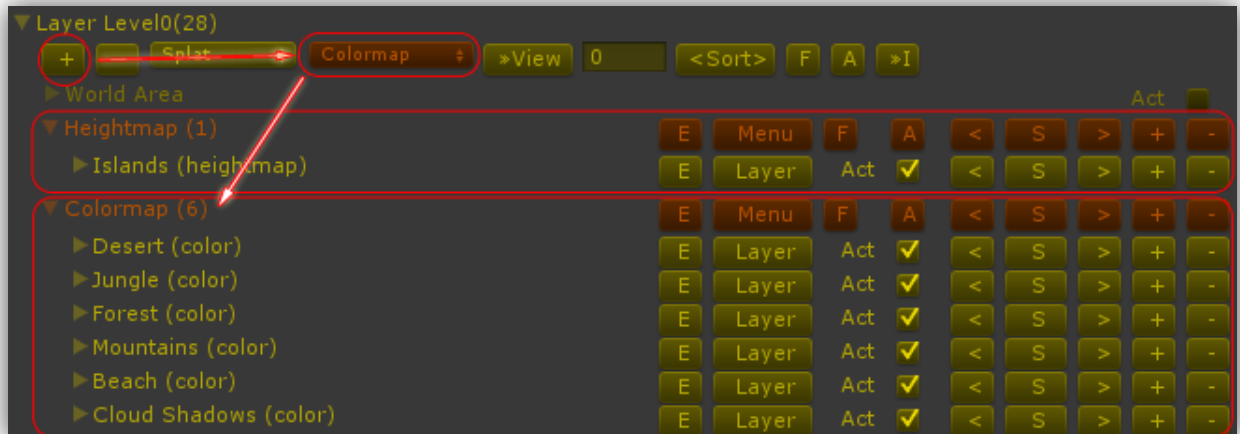 Layer Level0(28)
+ - Splat Colormap »View 0 <Sort> F A »I
World Area Act
Heightmap (1) E Menu F A < S > + -
Islands (heightmap) E Layer Act < S > + -
Colormap (6) E Menu F A < S > + -
Desert (color) E Layer Act < S > + -
Jungle (color) E Layer Act < S > + -
Forest (color) E Layer Act < S > + -
Mountains (color) E Layer Act < S > + -
Beach (color) E Layer Act < S > + -
Cloud Shadows (color) E Layer Act < S > + -